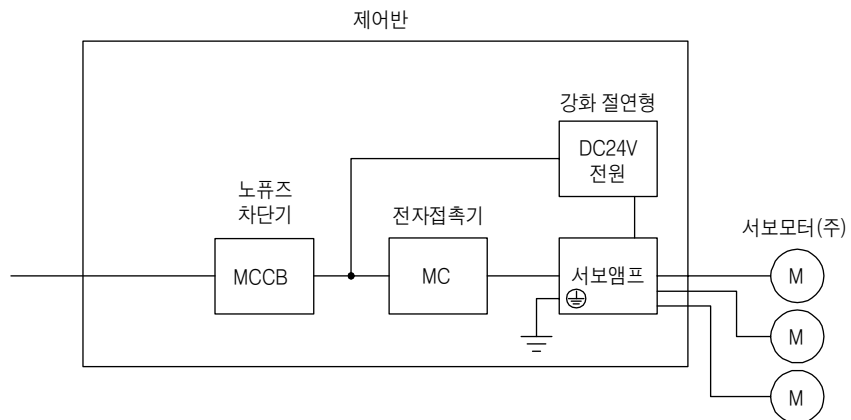 제어반
강화 절연형
DC24V
전원
노퓨즈
차단기
전자접촉기
서보모터(주)
MCCB
MC
서보앰프
M
M
M